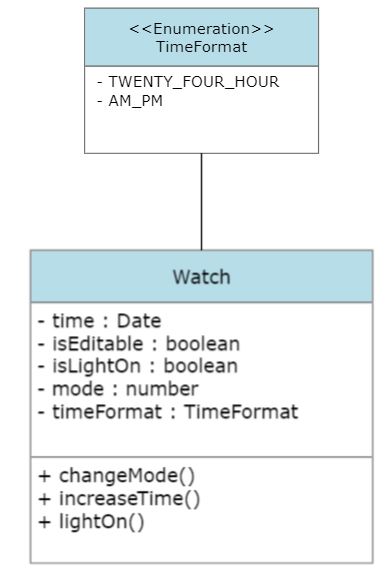 <<Enumeration>>
TimeFormat
- TWENTY_FOUR_HOUR
- AM_PM
Watch
- time : Date
- isEditable : boolean
- isLightOn : boolean
- mode : number
- timeFormat : TimeFormat
+ changeMode()
+ increaseTime()
+ lightOn()